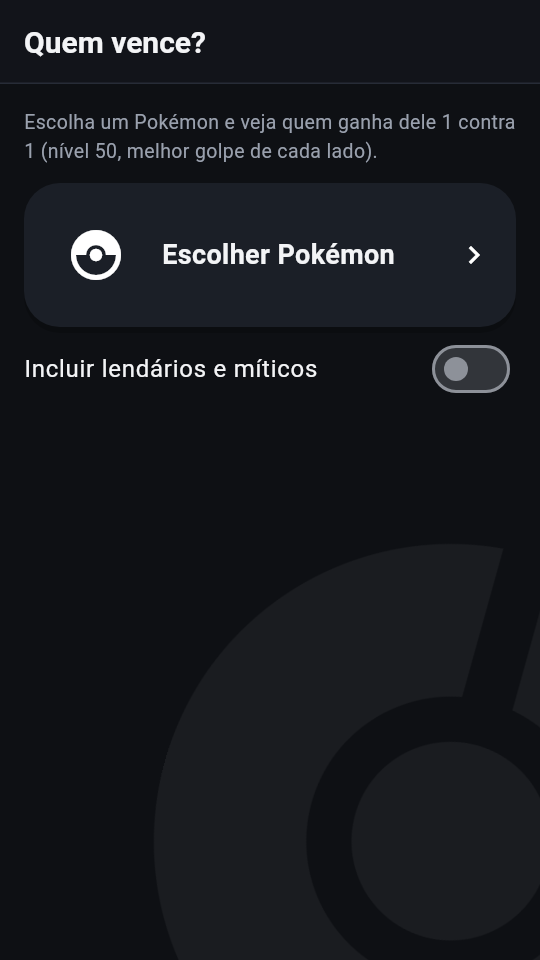 Quem vence?
Escolha um Pokémon e veja quem ganha dele 1 contra
1 (nível 50, melhor golpe de cada lado).
Escolher Pokémon
Incluir lendários e míticos